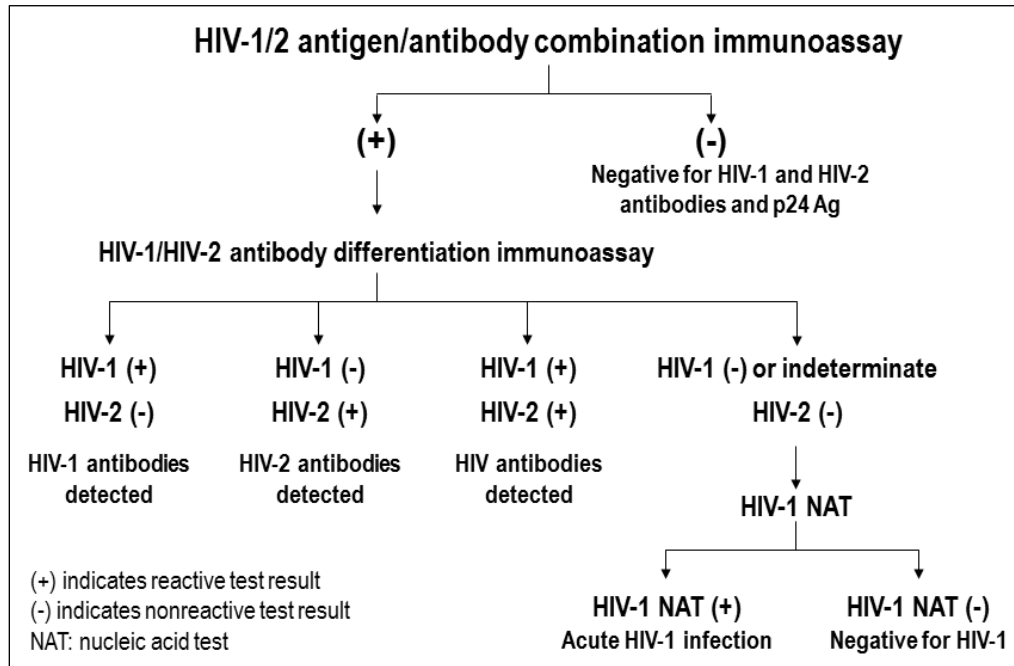 HIV-1/2 antigen/antibody combination immunoassay
(+)
(-)
Negative for HIV-1 and HIV-2
antibodies and p24 Ag
HIV-1/HIV-2 antibody differentiation immunoassay
HIV-1 (+)
HIV-2 (-)
HIV-1 antibodies
detected
HIV-1 (-)
HIV-2 (+)
HIV-2 antibodies
detected
HIV-1 (+)
HIV-2 (+)
HIV antibodies
detected
HIV-1 (-) or indeterminate
HIV-2 (-)
HIV-1 NAT
HIV-1 NAT (+)
Acute HIV-1 infection
HIV-1 NAT (-)
Negative for HIV-1
(+) indicates reactive test result
(-) indicates nonreactive test result
NAT: nucleic acid test